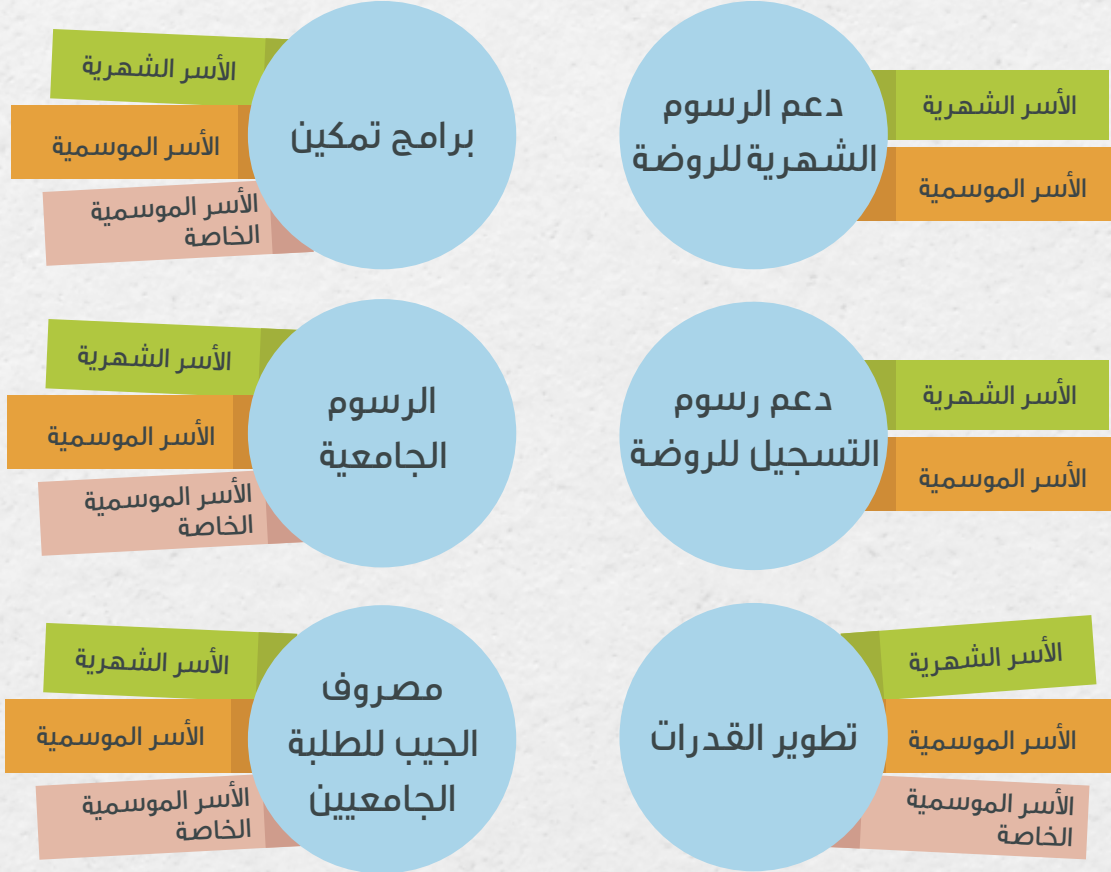 دعم الرسوم
الشهرية للروضة
الأسر الشهرية
الأسر الموسمية
برامج تمكين
الأسر الشهرية
الأسر الموسمية
الأسر الموسمية
الخاصة
دعم رسوم
التسجيل للروضة
الأسر الشهرية
الأسر الموسمية
الرسوم
الجامعية
الأسر الشهرية
الأسر الموسمية
الأسر الموسمية
الخاصة
تطوير القدرات
الأسر الشهرية
الأسر الموسمية
الأسر الموسمية
الخاصة
مصروف
الجيب للطلبة
الجامعيين
الأسر الشهرية
الأسر الموسمية
الأسر الموسمية
الخاصة